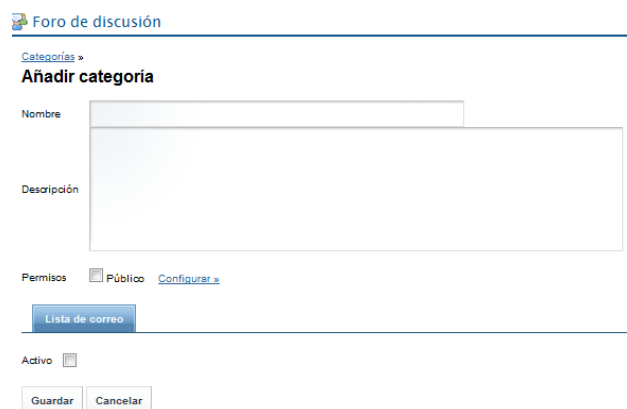 Foro de discusión
Categorías »
Añadir categoría
Nombre
Descripción
Permisos Público Configurar »
Lista de correo
Activo
Guardar Cancelar